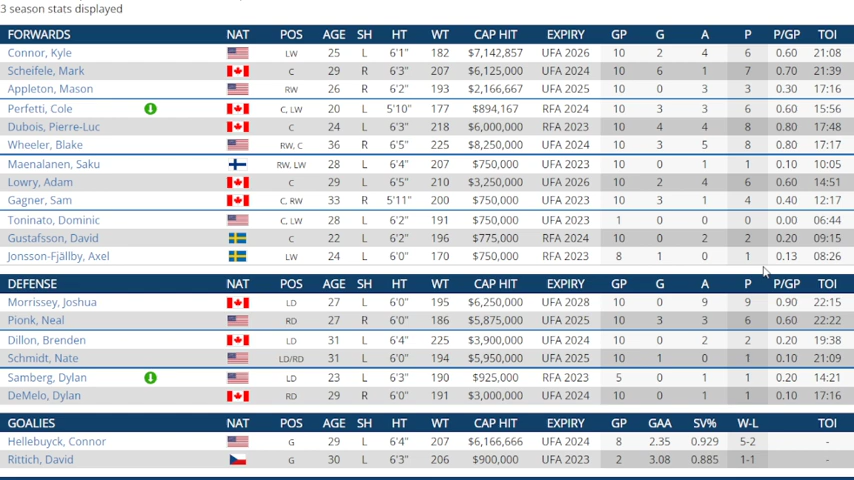 3 season stats displayed
FORWARDS NAT POS AGE SH HT WT CAP HIT EXPIRY GP G A P P/GP TOI
Connor, Kyle LW 25 L 6'1" 182 $7,142,857 UFA 2026 10 2 4 6 0.60 21:08
Scheifele, Mark C 29 R 6'3" 207 $6,125,000 UFA 2024 10 6 1 7 0.70 21:39
Appleton, Mason RW 26 R 6'2" 193 $2,166,667 UFA 2025 10 0 3 3 0.30 17:16
Perfetti, Cole C, LW 20 L 5'10" 177 $894,167 RFA 2024 10 3 3 6 0.60 15:56
Dubois, Pierre-Luc C 24 L 6'3" 218 $6,000,000 RFA 2023 10 4 4 8 0.80 17:48
Wheeler, Blake RW, C 36 R 6'5" 225 $8,250,000 UFA 2024 10 3 5 8 0.80 17:17
Maenalanen, Saku RW, LW 28 L 6'4" 207 $750,000 UFA 2023 10 0 1 1 0.10 10:05
Lowry, Adam C 29 L 6'5" 210 $3,250,000 UFA 2026 10 2 4 6 0.60 14:51
Gagner, Sam C, RW 33 R 5'11" 200 $750,000 UFA 2023 10 3 1 4 0.40 12:17
Toninato, Dominic C, LW 28 L 6'2" 191 $750,000 UFA 2023 1 0 0 0 0.00 06:44
Gustafsson, David C 22 L 6'2" 196 $775,000 RFA 2024 10 0 2 2 0.20 09:15
Jonsson-Fjällby, Axel LW 24 L 6'0" 170 $750,000 RFA 2023 8 1 0 1 0.13 08:26
DEFENSE NAT POS AGE SH HT WT CAP HIT EXPIRY GP G A P P/GP TOI
Morrissey, Joshua LD 27 L 6'0" 195 $6,250,000 UFA 2028 10 0 9 9 0.90 22:15
Pionk, Neal RD 27 R 6'0" 186 $5,875,000 UFA 2025 10 3 3 6 0.60 22:22
Dillon, Brenden LD 31 L 6'4" 225 $3,900,000 UFA 2024 10 0 2 2 0.20 19:38
Schmidt, Nate LD/RD 31 L 6'0" 194 $5,950,000 UFA 2025 10 1 0 1 0.10 21:09
Samberg, Dylan LD 23 L 6'3" 190 $925,000 RFA 2023 5 0 1 1 0.20 14:21
DeMelo, Dylan RD 29 R 6'0" 191 $3,000,000 UFA 2024 10 0 1 1 0.10 17:16
GOALIES NAT POS AGE SH HT WT CAP HIT EXPIRY GP GAA SV% W-L TOI
Hellebuyck, Connor G 29 L 6'4" 207 $6,166,666 UFA 2024 8 2.35 0.929 5-2 -
Rittich, David G 30 L 6'3" 206 $900,000 UFA 2023 2 3.08 0.885 1-1 -